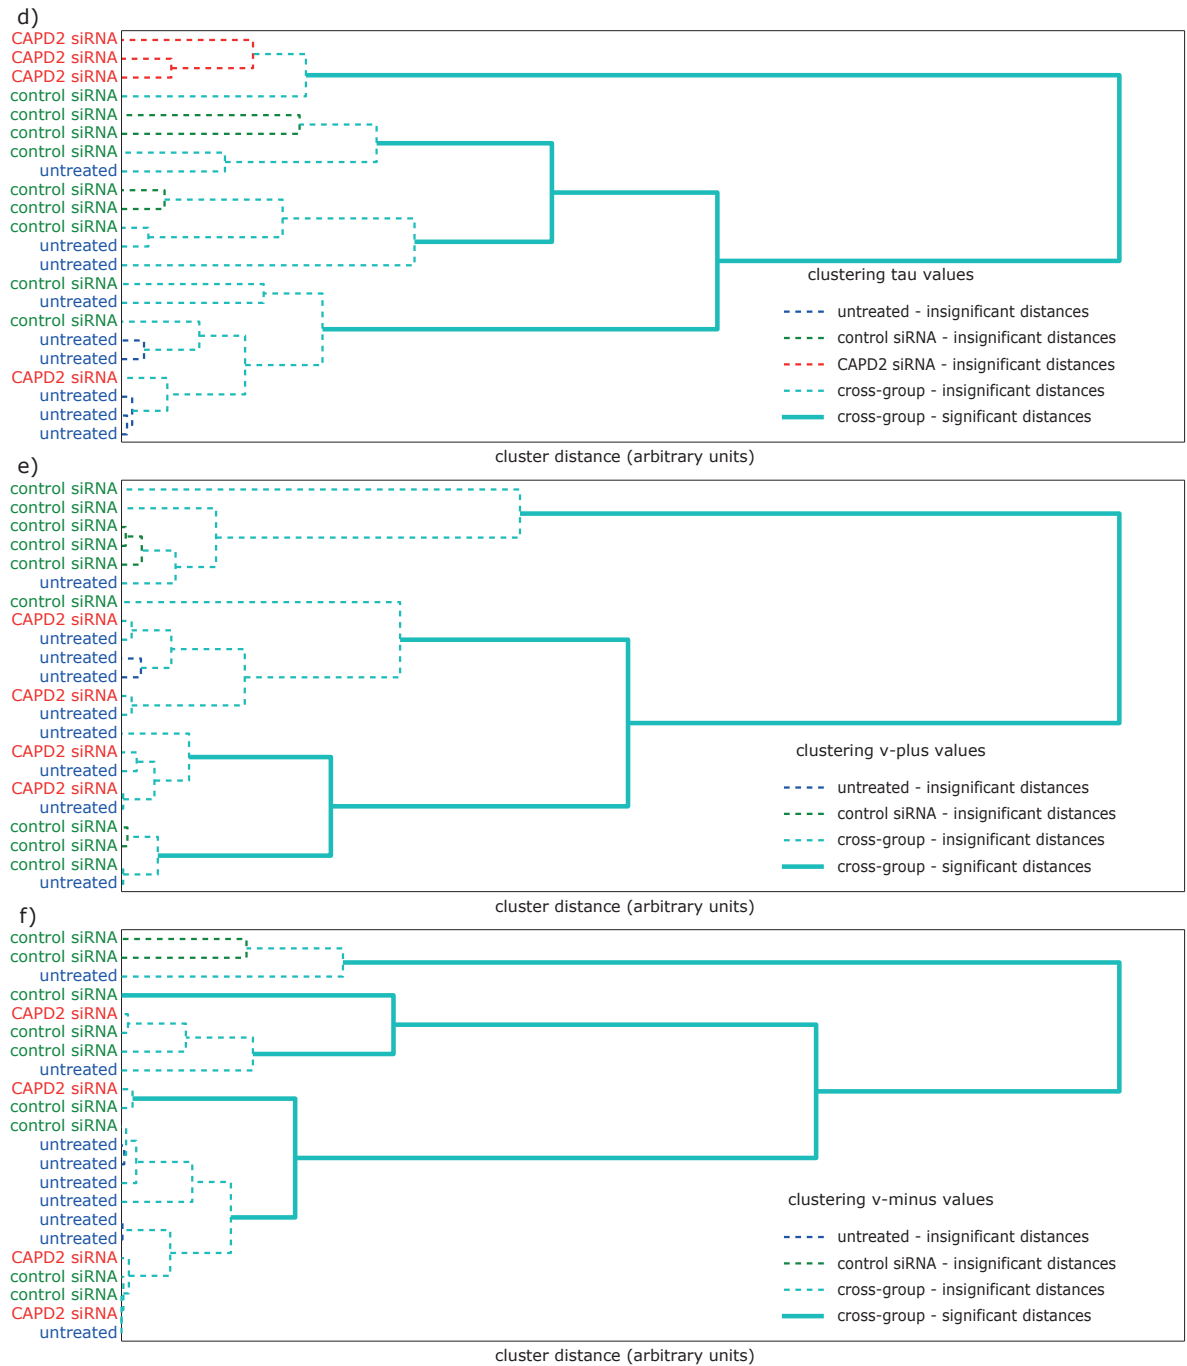 d)
CAPD2 siRNA
CAPD2 siRNA
CAPD2 siRNA
control siRNA
control siRNA
control siRNA
control siRNA
untreated
control siRNA
control siRNA
control siRNA
untreated
untreated
control siRNA
untreated
control siRNA
untreated
untreated
CAPD2 siRNA
untreated
untreated
untreated
clustering tau values
untreated - insignificant distances
control siRNA - insignificant distances
CAPD2 siRNA - insignificant distances
cross-group - insignificant distances
cross-group - significant distances
cluster distance (arbitrary units)
e)
control siRNA
control siRNA
control siRNA
control siRNA
control siRNA
untreated
control siRNA
CAPD2 siRNA
untreated
untreated
untreated
CAPD2 siRNA
untreated
untreated
CAPD2 siRNA
untreated
CAPD2 siRNA
untreated
control siRNA
control siRNA
control siRNA
untreated
clustering v-plus values
untreated - insignificant distances
control siRNA - insignificant distances
cross-group - insignificant distances
cross-group - significant distances
cluster distance (arbitrary units)
f)
control siRNA
control siRNA
untreated
control siRNA
CAPD2 siRNA
control siRNA
control siRNA
untreated
CAPD2 siRNA
control siRNA
control siRNA
untreated
untreated
untreated
untreated
untreated
untreated
CAPD2 siRNA
control siRNA
control siRNA
CAPD2 siRNA
untreated
clustering v-minus values
untreated - insignificant distances
control siRNA - insignificant distances
cross-group - insignificant distances
cross-group - significant distances
cluster distance (arbitrary units)